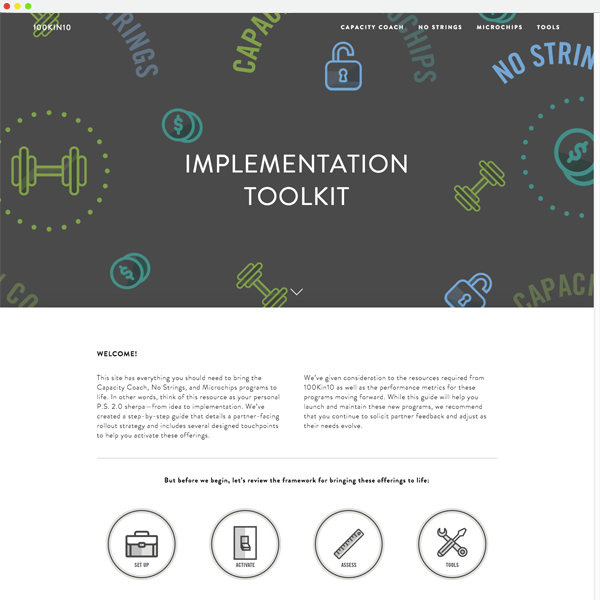 100KIN10
CAPACITY COACH NO STRINGS MICROCHIPS TOOLS
STRINGS
CAPA
OCHIPS
NO STRIN
IMPLEMENTATION
TOOLKIT
CO
CAPAC
WELCOME!
This site has everything you should need to bring the
Capacity Coach, No Strings, and Microchips programs to
life. In other words, think of this resource as your personal
P.S. 2.0 sherpa—from idea to implementation. We've
created a step-by-step guide that details a partner-facing
rollout strategy and includes several designed touchpoints
to help you activate these offerings.
We've given consideration to the resources required from
100Kin10 as well as the performance metrics for these
programs moving forward. While this guide will help you
launch and maintain these new programs, we recommend
that you continue to solicit partner feedback and adjust as
their needs evolve.
But before we begin, let's review the framework for bringing these offerings to life:
SET UP
ACTIVATE
ASSESS
TOOLS